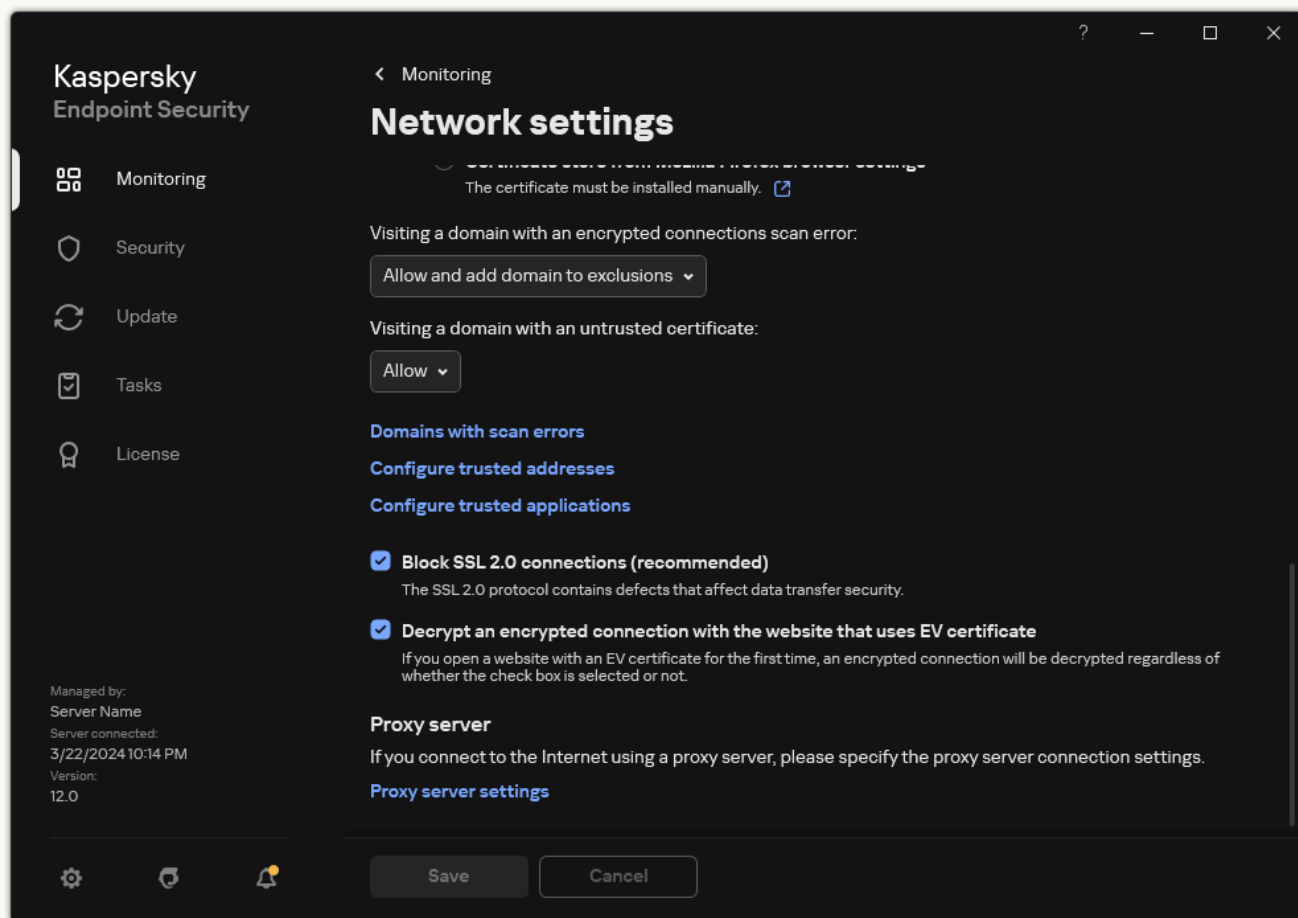 ?
Kaspersky
Endpoint Security
Monitoring
Security
Update
Tasks
License
Managed by:
Server Name
Server connected:
3/22/2024 10:14 PM
Version:
12.0
Monitoring
Network settings
Certificate store from Mozilla Firefox browser settings
The certificate must be installed manually.
Visiting a domain with an encrypted connections scan error:
Allow and add domain to exclusions
Visiting a domain with an untrusted certificate:
Allow
Domains with scan errors
Configure trusted addresses
Configure trusted applications
Block SSL 2.0 connections (recommended)
The SSL 2.0 protocol contains defects that affect data transfer security.
Decrypt an encrypted connection with the website that uses EV certificate
If you open a website with an EV certificate for the first time, an encrypted connection will be decrypted regardless of
whether the check box is selected or not.
Proxy server
If you connect to the Internet using a proxy server, please specify the proxy server connection settings.
Proxy server settings
Save
Cancel